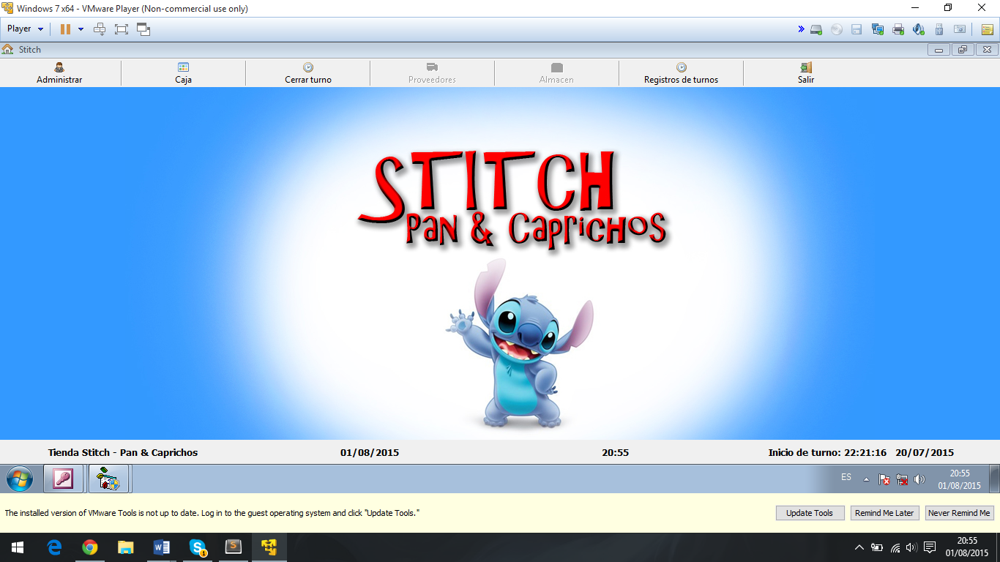 Windows 7 x64 - VMware Player (Non-commercial use only)
Player
Stitch
Administrar Caja Cerrar turno Proveedores Almacen Registros de turnos Salir
STITCH
Pan & Caprichos
Tienda Stitch - Pan & Caprichos 01/08/2015 20:55 Inicio de turno: 22:21:16 20/07/2015
ES 20:55
01/08/2015
The installed version of VMware Tools is not up to date. Log in to the guest operating system and click "Update Tools." Update Tools Remind Me Later Never Remind Me
1
20:55
01/08/2015